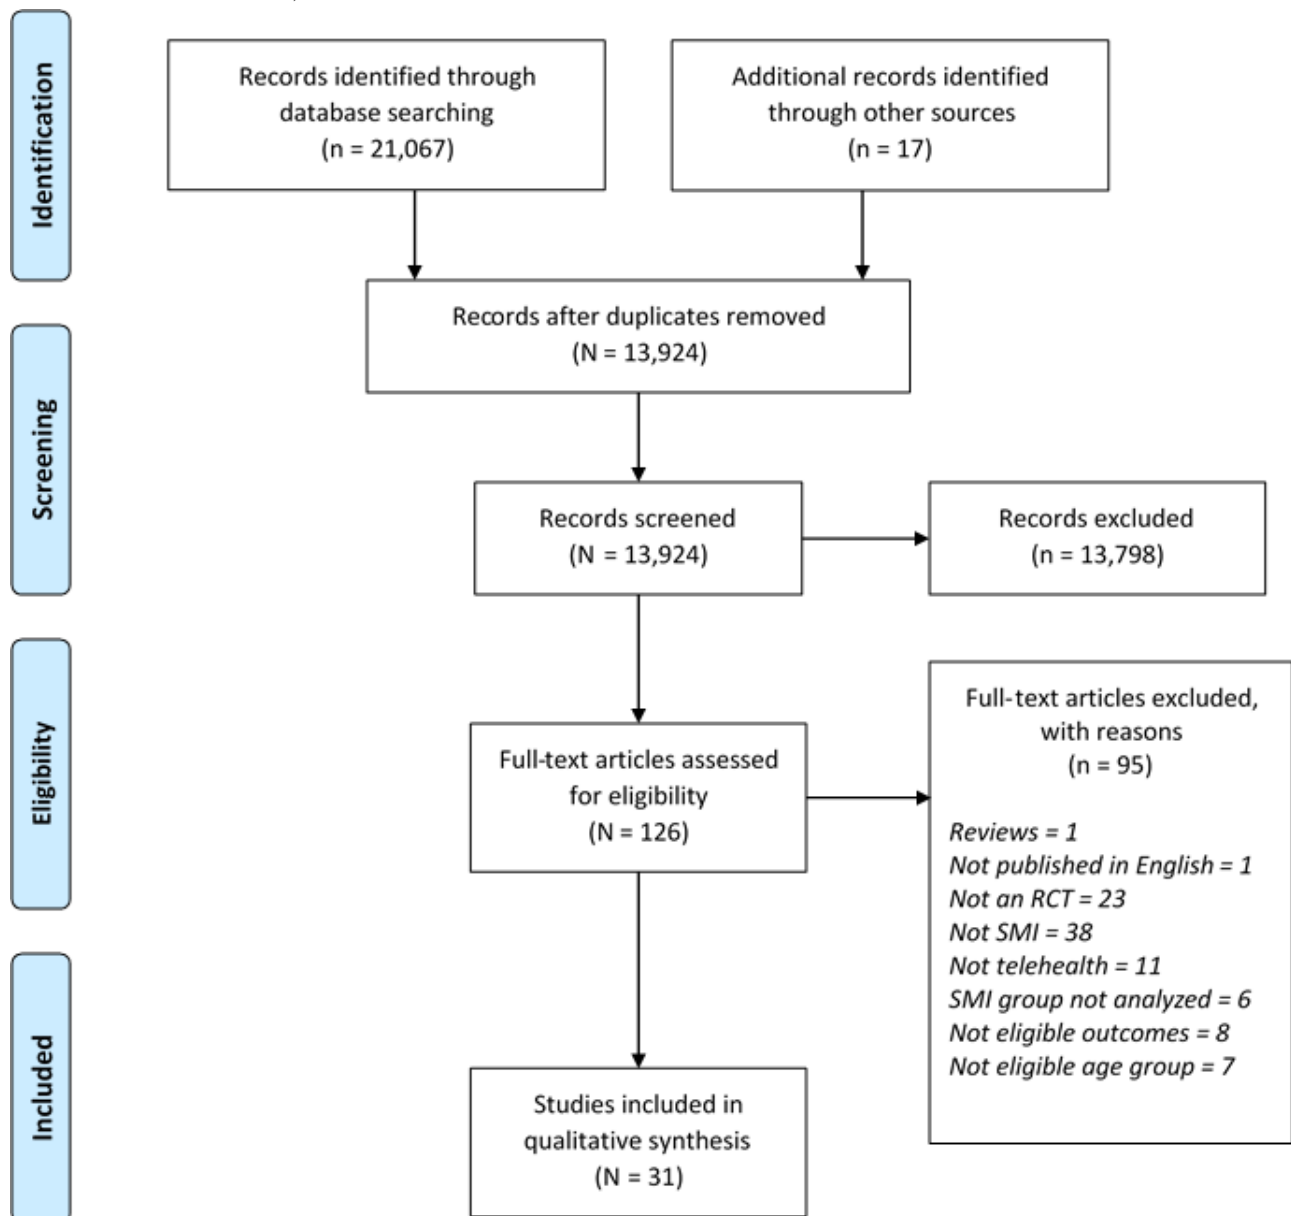 Identification
Records identified through
database searching
(n = 21,067)
Additional records identified
through other sources
(n = 17)
Records after duplicates removed
(N = 13,924)
Screening
Records screened
(N = 13,924)
Records excluded
(n = 13,798)
Eligibility
Full-text articles assessed
for eligibility
(N = 126)
Full-text articles excluded,
with reasons
(n = 95)
Reviews = 1
Not published in English = 1
Not an RCT = 23
Not SMI = 38
Not telehealth = 11
SMI group not analyzed = 6
Not eligible outcomes = 8
Not eligible age group = 7
Included
Studies included in
qualitative synthesis
(N = 31)